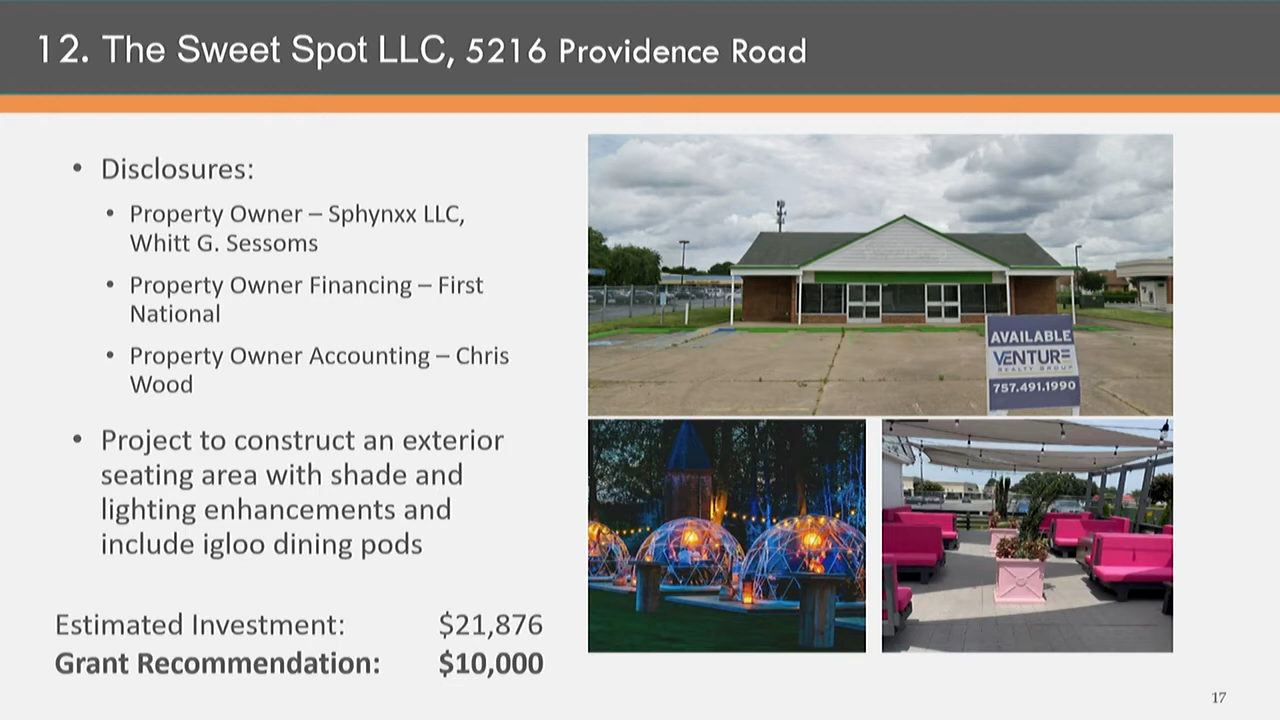 12. The Sweet Spot LLC, 5216 Providence Road
• Disclosures:
• Property Owner – Sphynxx LLC,
Whitt G. Sessoms
• Property Owner Financing – First
National
• Property Owner Accounting – Chris
Wood
• Project to construct an exterior
seating area with shade and
lighting enhancements and
include igloo dining pods
Estimated Investment: $21,876
Grant Recommendation: $10,000
AVAILABLE
VENTURE
REALTY GROUP
757.491.1990
17